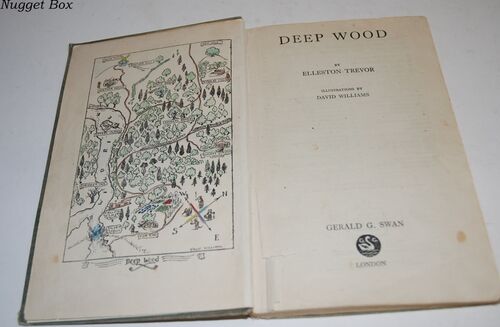 Nugget Box
Deep Wood
W
N
S
E
DEEP WOOD
BY
ELLESTON TREVOR
ILLUSTRATIONS BY
DAVID WILLIAMS
GERALD G. SWAN
LONDON